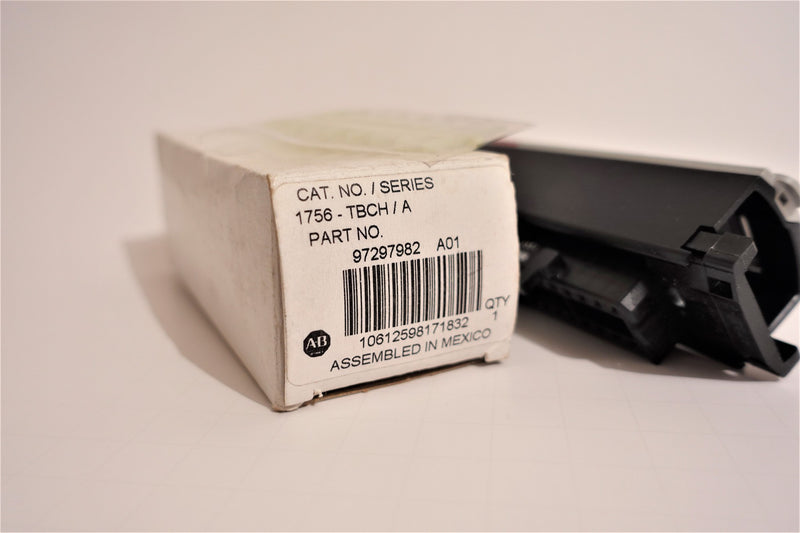 CAT. NO. / SERIES
1756 - TBCH / A
PART NO.
97297982 A01
QTY
1
10612598171832
AB
ASSEMBLED IN MEXICO